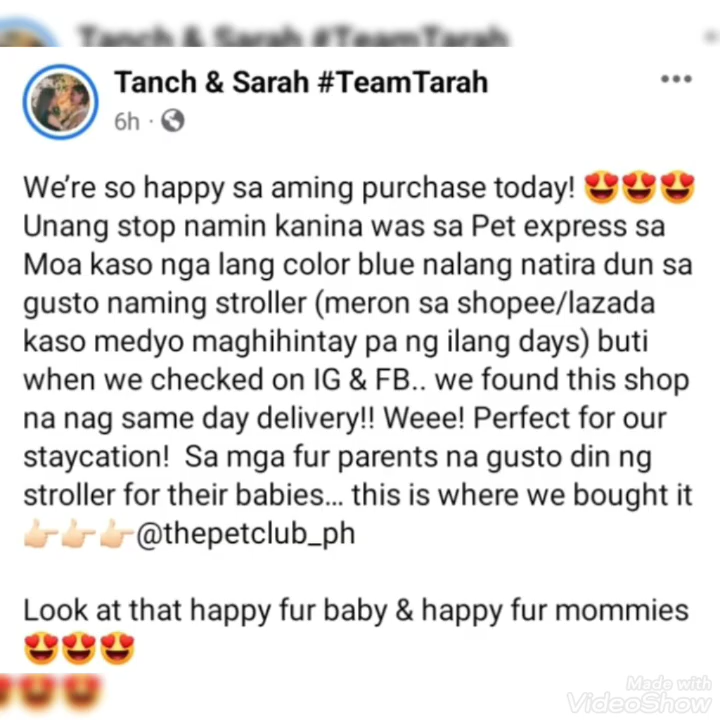 Tanch & Sarah #TeamTarah
Tanch & Sarah #TeamTarah
6h ·
We're so happy sa aming purchase today! 😍😍😍
Unang stop namin kanina was sa Pet express sa
Moa kaso nga lang color blue nalang natira dun sa
gusto naming stroller (meron sa shopee/lazada
kaso medyo maghihintay pa ng ilang days) buti
when we checked on IG & FB.. we found this shop
na nag same day delivery!! Weee! Perfect for our
staycation!  Sa mga fur parents na gusto din ng
stroller for their babies... this is where we bought it
👉🏻👉🏻👉🏻@thepetclub_ph
Look at that happy fur baby & happy fur mommies
😍😍😍
Made with
VideoShow